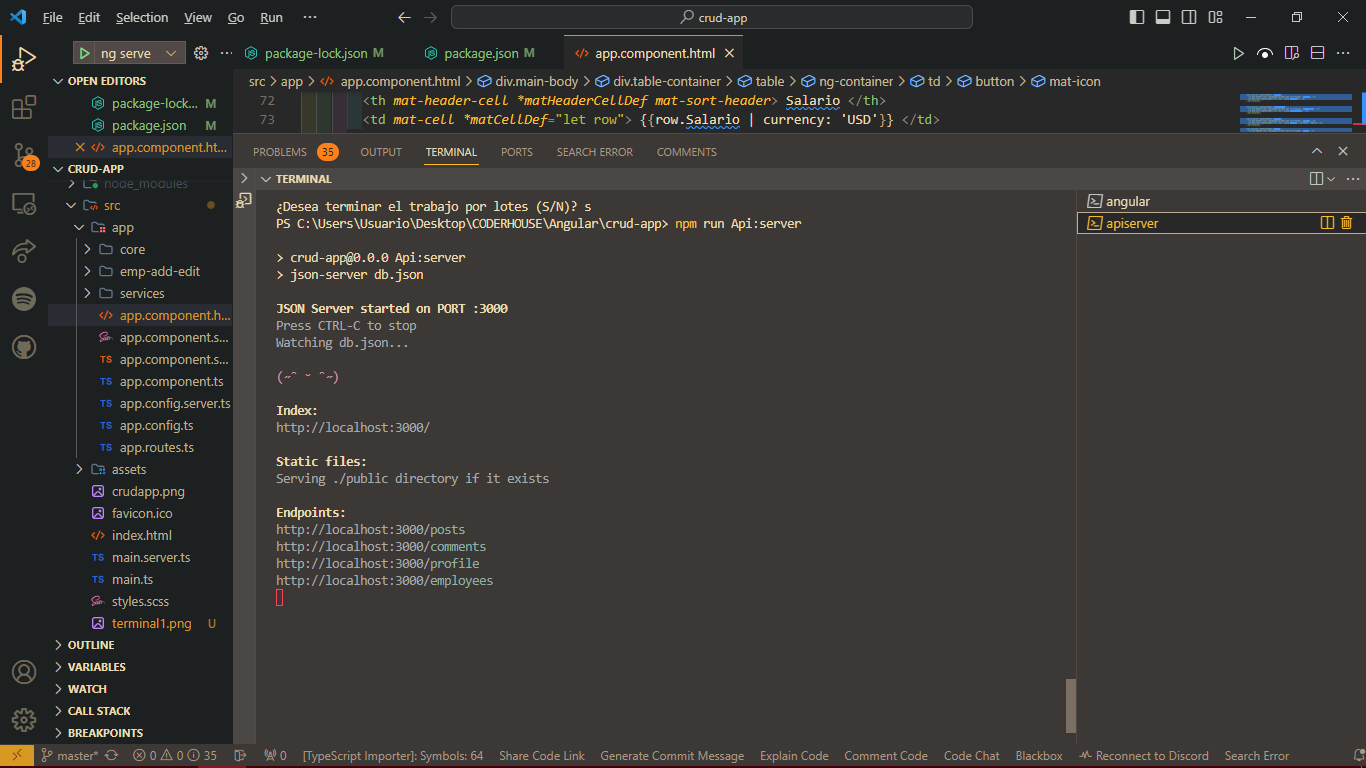 File Edit Selection View Go Run ··· crud-app
ng serve
package-lock.json M package.json M app.component.html
src > app > app.component.html > div.main-body > div.table-container > table > ng-container > td > button > mat-icon
OPEN EDITORS
package-lock... M
package.json M
app.component.ht...
CRUD-APP
node_modules
src
app
core
emp-add-edit
services
app.component.h...
app.component.s...
TS app.component.s...
TS app.component.ts
TS app.config.server.ts
TS app.config.ts
TS app.routes.ts
assets
crudapp.png
favicon.ico
index.html
TS main.server.ts
TS main.ts
styles.scss
terminal1.png U
OUTLINE
VARIABLES
WATCH
CALL STACK
BREAKPOINTS
28
72 <th mat-header-cell *matHeaderCellDef mat-sort-header> Salario </th>
73 <td mat-cell *matCellDef="let row"> {{row.Salario | currency: 'USD'}} </td>
PROBLEMS 35 OUTPUT TERMINAL PORTS SEARCH ERROR COMMENTS
TERMINAL
¿Desea terminar el trabajo por lotes (S/N)? s
PS C:\Users\Usuario\Desktop\CODERHOUSE\Angular\crud-app> npm run Api:server
> crud-app@0.0.0 Api:server
> json-server db.json
JSON Server started on PORT :3000
Press CTRL-C to stop
Watching db.json...
(˶ᵔ ᵕ ᵔ˶)
Index:
http://localhost:3000/
Static files:
Serving ./public directory if it exists
Endpoints:
http://localhost:3000/posts
http://localhost:3000/comments
http://localhost:3000/profile
http://localhost:3000/employees
angular
apiserver
master* 0 0 35 0 [TypeScript Importer]: Symbols: 64 Share Code Link Generate Commit Message Explain Code Comment Code Code Chat Blackbox Reconnect to Discord Search Error